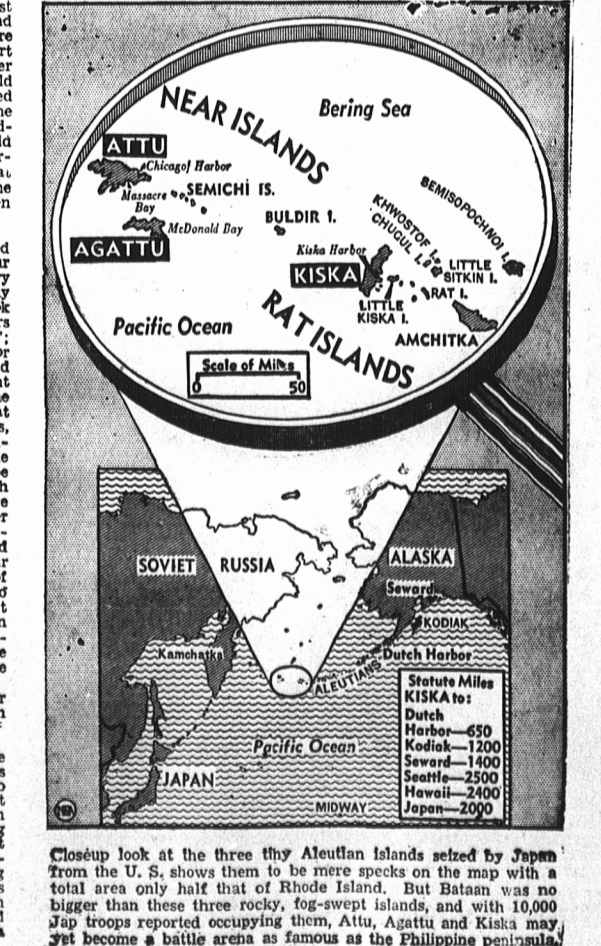 NEAR ISLANDS
Bering Sea
ATTU
Chicagof Harbor
Massacre
Bay
SEMICHI IS.
McDonald Bay
AGATTU
BULDIR I.
BEMISOPOCHNOI I.
KHWOSTOF I.
CHUGUL I.
LITTLE
SITKIN I.
Kiska Harbor
KISKA
RAT I.
LITTLE
KISKA I.
AMCHITKA
RAT ISLANDS
Pacific Ocean
Scale of Miles
0 50
SOVIET RUSSIA
ALASKA
Seward
KODIAK
Kamchatka
Dutch Harbor
ALEUTIANS
Pacific Ocean
JAPAN
MIDWAY
Statute Miles
KISKA to:
Dutch
Harbor—650
Kodiak—1200
Seward—1400
Seattle—2500
Hawaii—2400
Japan—2000
Closeup look at the three tiny Aleutian Islands seized by Japan
from the U. S. shows them to be mere specks on the map with a
total area only half that of Rhode Island. But Bataan was no
bigger than these three rocky, fog-swept islands, and with 10,000
Jap troops reported occupying them, Attu, Agattu and Kiska may
yet become a battle arena as famous as the Philippine peninsula.